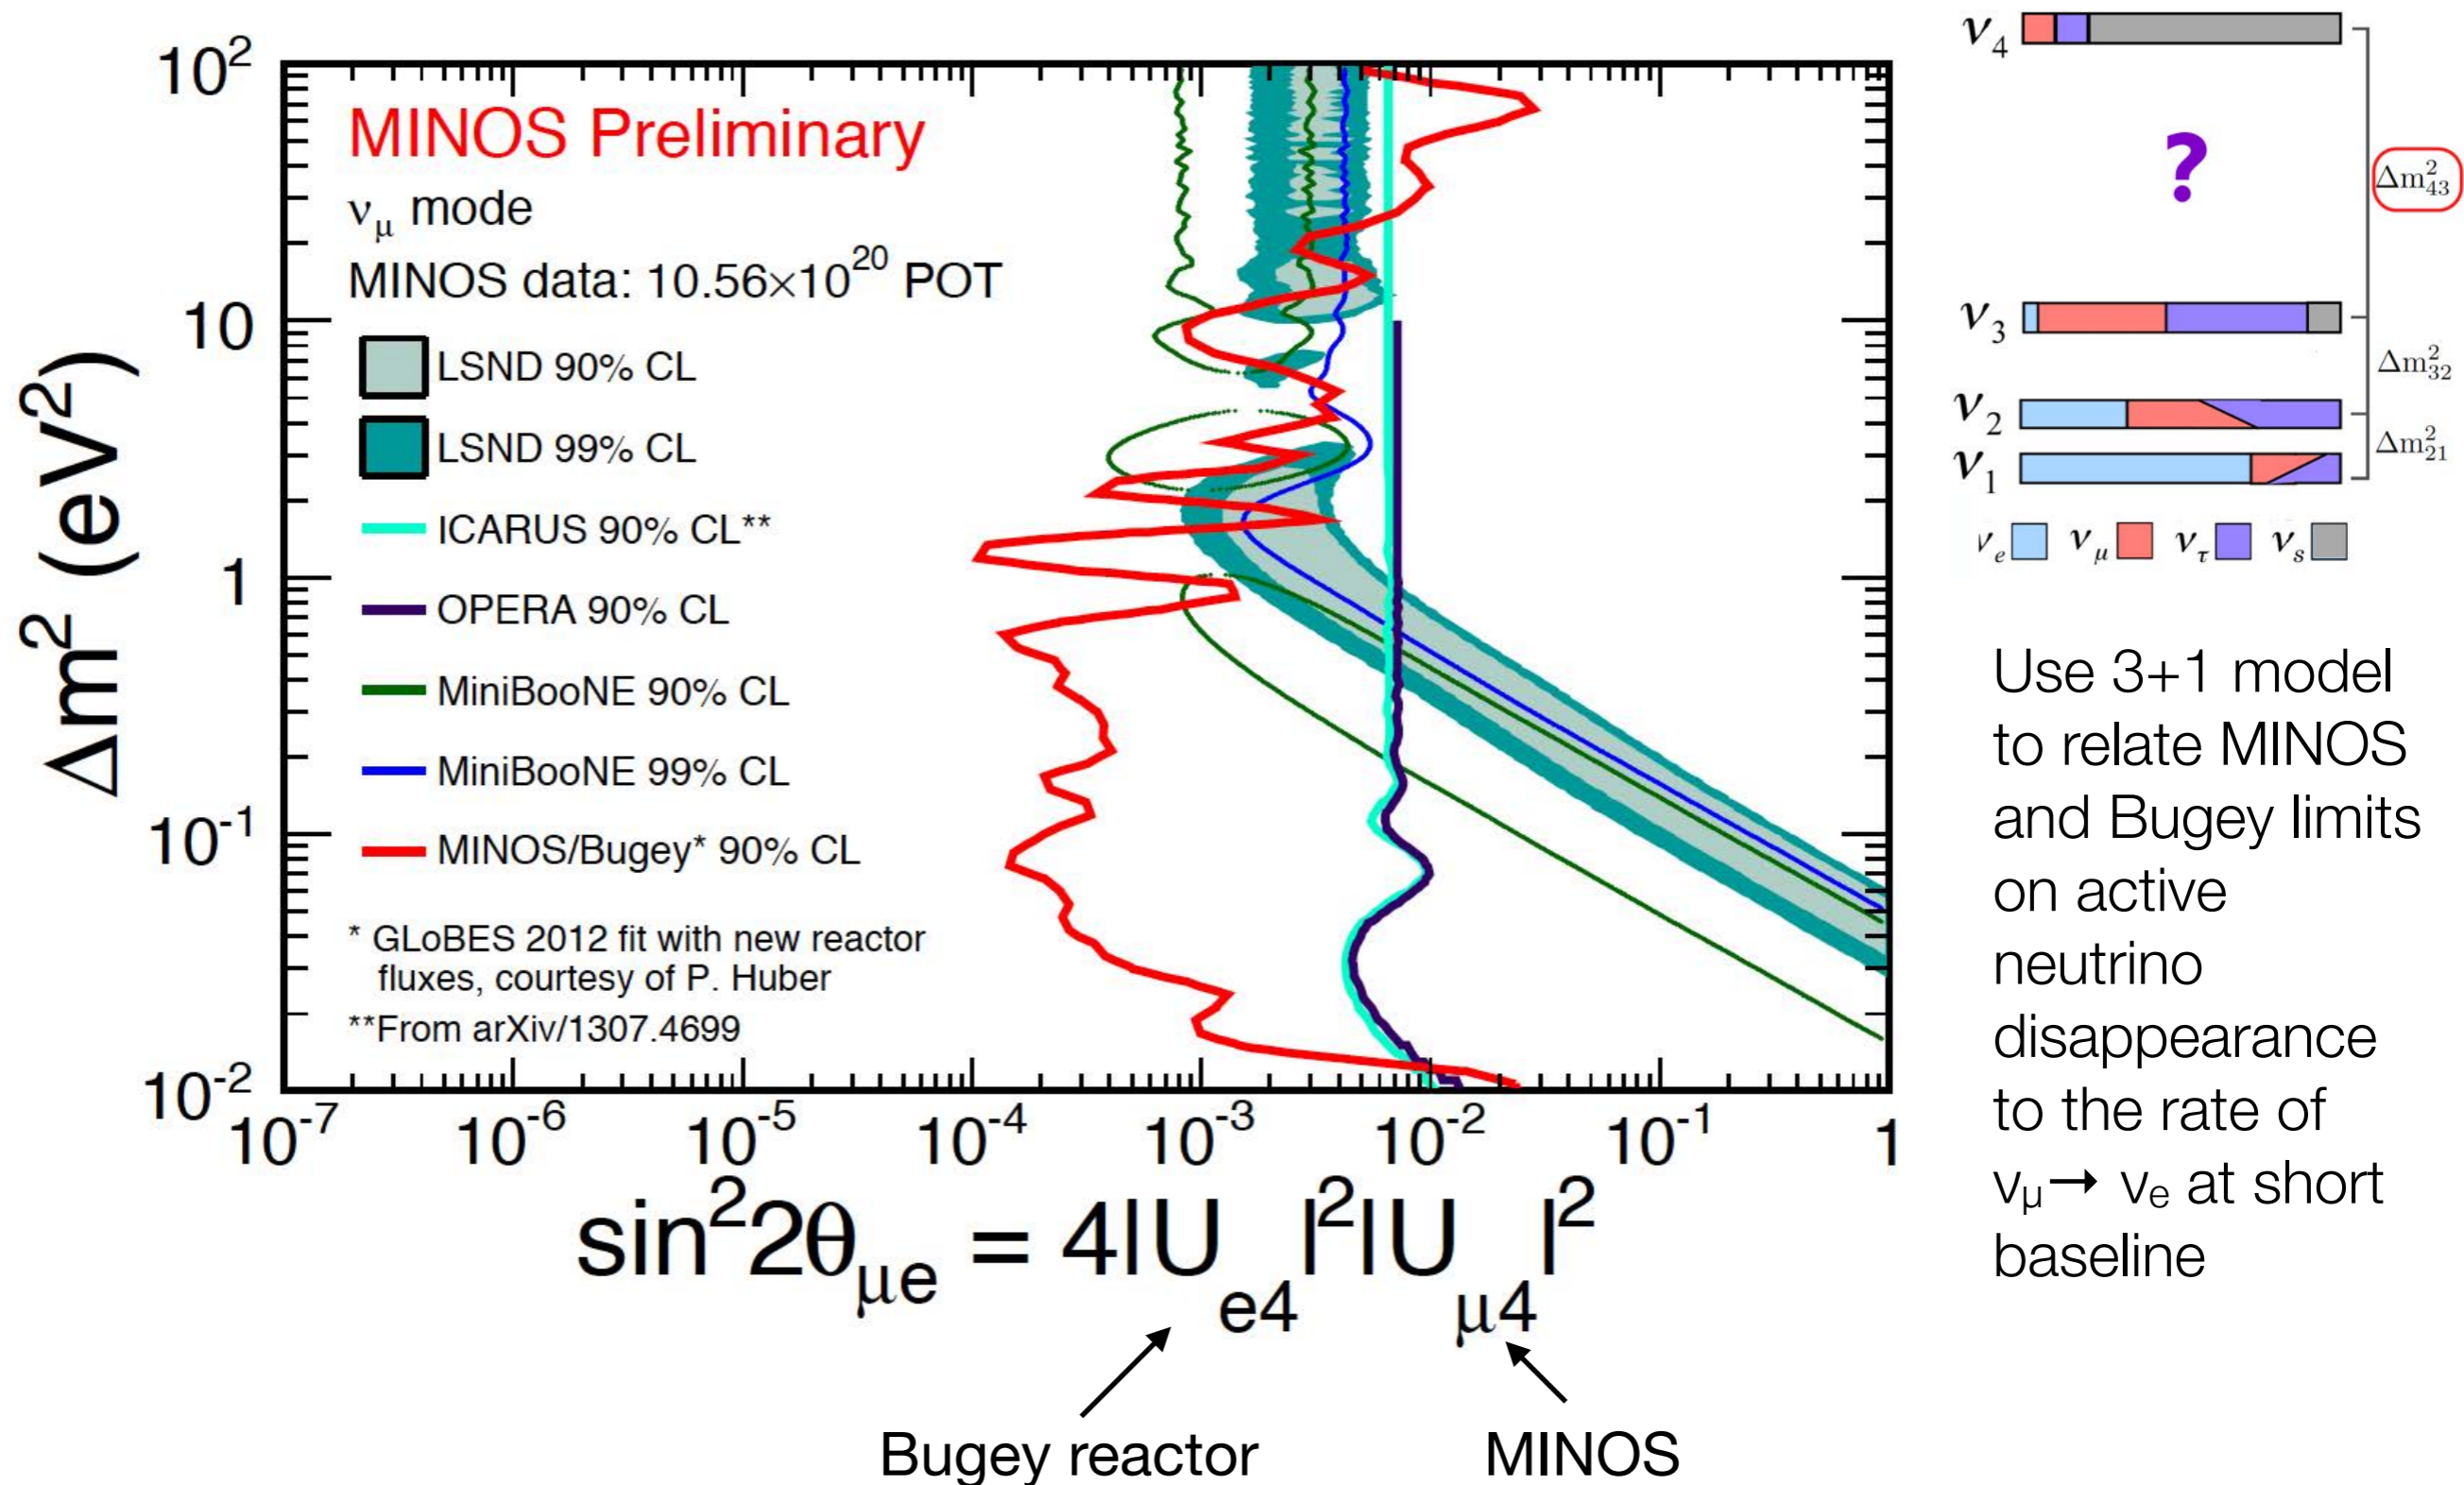 MINOS Preliminary
νμ mode
MINOS data: 10.56×10²⁰ POT
LSND 90% CL
LSND 99% CL
ICARUS 90% CL**
OPERA 90% CL
MiniBooNE 90% CL
MiniBooNE 99% CL
MINOS/Bugey* 90% CL
* GLoBES 2012 fit with new reactor
fluxes, courtesy of P. Huber
**From arXiv/1307.4699
Δm² (eV²)
10²
10
1
10⁻¹
10⁻²
10⁻⁷ 10⁻⁶ 10⁻⁵ 10⁻⁴ 10⁻³ 10⁻² 10⁻¹ 1
sin²2θμe = 4|Ue4|²|Uμ4|²
Bugey reactor MINOS
ν4
?
Δm²43
ν3
Δm²32
ν2
Δm²21
ν1
νe νμ ντ νs
Use 3+1 model
to relate MINOS
and Bugey limits
on active
neutrino
disappearance
to the rate of
νμ→ νe at short
baseline